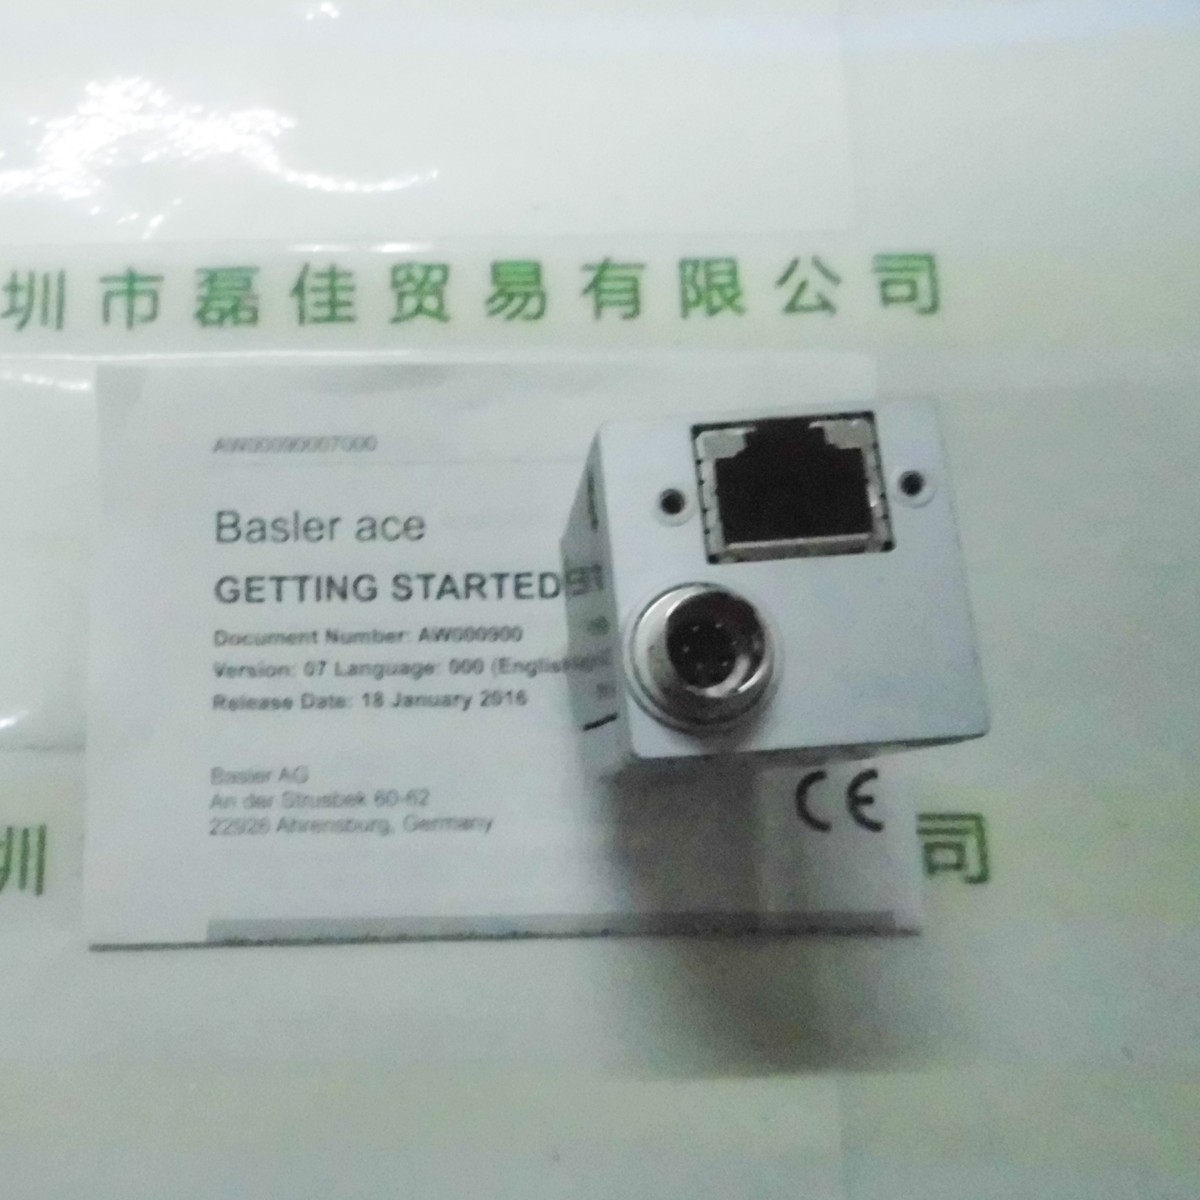 圳市磊佳贸易有限公司
AW00090007000
Basler ace
GETTING STARTED
Document Number: AW000900
Version: 07 Language: 000 (English
Release Date: 18 January 2016
Basler AG
An der Strusbek 60-62
22926 Ahrensburg, Germany
CE
圳
司